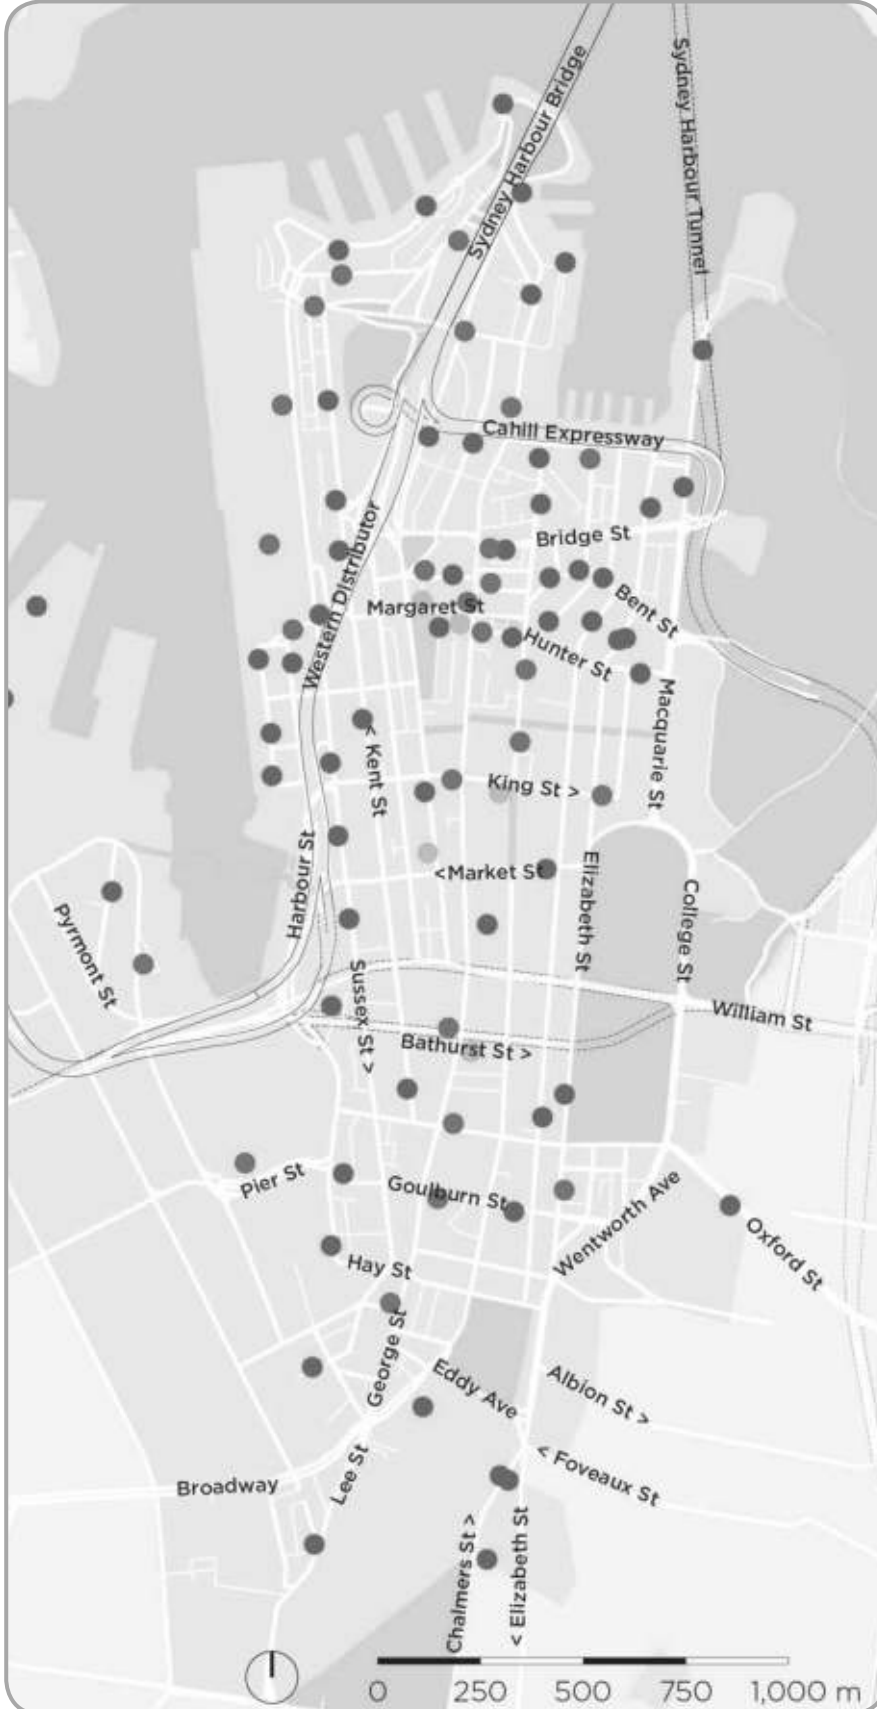 Sydney Harbour Bridge
Sydney Harbour Tunnel
Cahill Expressway
Bridge St
Western Distributor
Margaret St
Bent St
Hunter St
Macquarie St
< Kent St
King St >
Harbour St
<Market St
Elizabeth St
College St
Pyrmont St
Sussex St >
William St
Bathurst St >
Pier St
Goulburn St
Wentworth Ave
Oxford St
Hay St
George St
Eddy Ave
Albion St >
< Foveaux St
Broadway
Lee St
Chalmers St >
< Elizabeth St
0 250 500 750 1,000 m